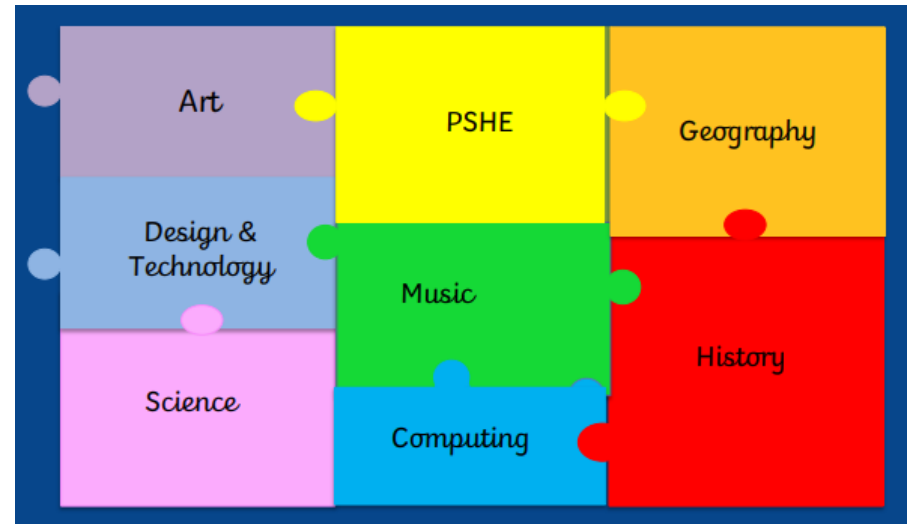 Art
PSHE
Geography
Design &
Technology
Music
History
Science
Computing